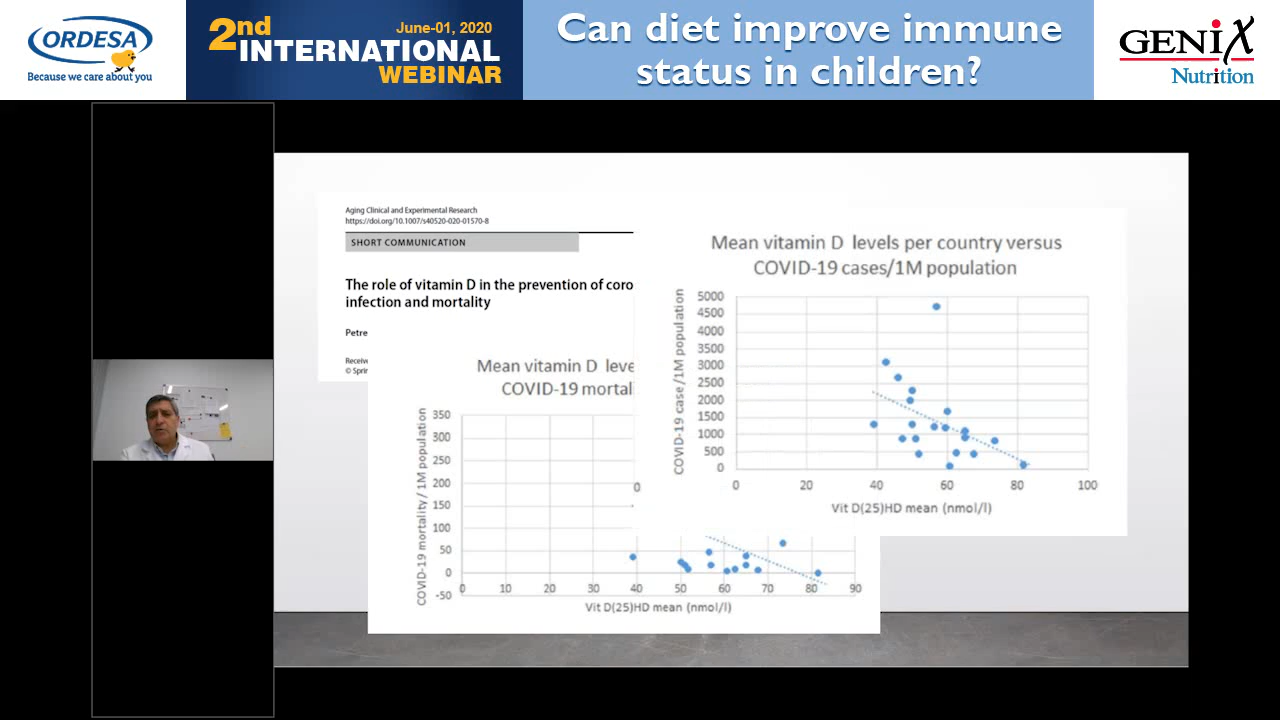 ORDESA
Because we care about you
2nd
June-01, 2020
INTERNATIONAL
WEBINAR
Can diet improve immune
status in children?
GENiX
Nutrition
Aging Clinical and Experimental Research
https://doi.org/10.1007/s40520-020-01570-8
SHORT COMMUNICATION
The role of vitamin D in the prevention of coro
infection and mortality
Petre
Receive
© Sprin
Mean vitamin D leve
COVID-19 mortal
COVID-19 mortality / 1M population
350
300
250
200
150
100
50
0
-50
0 10 20 30 40 50 60 70 80 90
Vit D(25)HD mean (nmol/l)
0
Mean vitamin D levels per country versus
COVID-19 cases/1M population
COVID-19 case /1M population
5000
4500
4000
3500
3000
2500
2000
1500
1000
500
0
0 20 40 60 80 100
Vit D(25)HD mean (nmol/l)